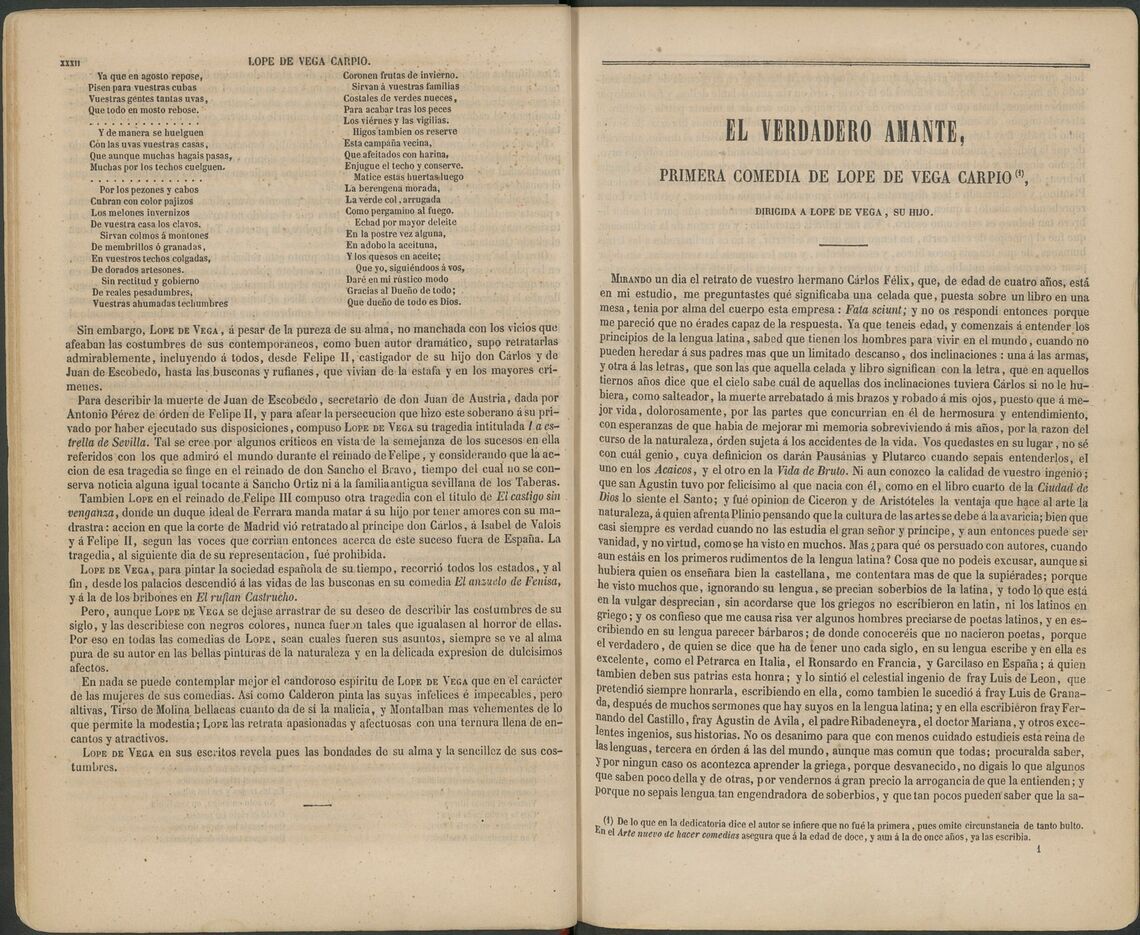 XXXII
LOPE DE VEGA CARPIO.
Ya que en agosto repose,
Pisen para vuestras cubas
Vuestras gentes tantas uvas,
Que todo en mosto rebose.
. . . . . . . . . . . . . . .
Y de manera se huelguen
Con las uvas vuestras casas,
Que aunque muchas hagais pasas,
Muchas por los techos cuelguen.
. . . . . . . . . . . . . . .
Por los pezones y cabos
Cubran con color pajizos
Los melones invernizos
De vuestra casa los clavos.
Sirvan colmos á montones
De membrillos ó granadas,
En vuestros techos colgadas,
De dorados artesones.
Sin rectitud y gobierno
De reales pesadumbres,
Vuestras ahumadas techumbres
Coronen frutas de invierno.
Sirvan á vuestras familias
Costales de verdes nueces,
Para acabar tras los peces
Los viérnes y las vigilias.
Higos tambien os reserve
Esta campaña vecina,
Que afeitados con harina,
Enjugue el techo y conserve.
Matice estas huertas luego
La berengena morada,
La verde col, arrugada
Como pergamino al fuego.
Echad por mayor deleite
En la postre vez alguna,
En adobo la aceituna,
Y los quesos en aceite;
Que yo, siguiéndoos á vos,
Daré en mi rústico modo
Gracias al Dueño de todo;
Que dueño de todo es Dios.
Sin embargo, LOPE DE VEGA, á pesar de la pureza de su alma, no manchada con los vicios que
afeaban las costumbres de sus contemporáneos, como buen autor dramático, supo retratarlas
admirablemente, incluyendo á todos, desde Felipe II, castigador de su hijo don Cárlos y de
Juan de Escobedo, hasta las busconas y rufianes, que vivian de la estafa y en los mayores crí-
menes.
Para describir la muerte de Juan de Escobedo, secretario de don Juan de Austria, dada por
Antonio Pérez de órden de Felipe II, y para afear la persecucion que hizo este soberano á su pri-
vado por haber ejecutado sus disposiciones, compuso LOPE DE VEGA su tragedia intitulada La es-
trella de Sevilla. Tal se cree por algunos críticos en vista de la semejanza de los sucesos en ella
referidos con los que admiró el mundo durante el reinado de Felipe, y considerando que la ac-
cion de esa tragedia se finge en el reinado de don Sancho el Bravo, tiempo del cual no se con-
serva noticia alguna igual tocante á Sancho Ortiz ni á la familia antigua sevillana de los Taberas.
Tambien LOPE en el reinado de Felipe III compuso otra tragedia con el título de El castigo sin
venganza, donde un duque ideal de Ferrara manda matar á su hijo por tener amores con su ma-
drastra: accion en que la corte de Madrid vió retratado al príncipe don Cárlos, á Isabel de Valois
y á Felipe II, segun las voces que corrian entonces acerca de este suceso fuera de España. La
tragedia, al siguiente dia de su representacion, fué prohibida.
LOPE DE VEGA, para pintar la sociedad española de su tiempo, recorrió todos los estados, y al
fin, desde los palacios descendió á las vidas de las busconas en su comedia El anzuelo de Fenisa,
y á la de los bribones en El rufian Castrucho.
Pero, aunque LOPE DE VEGA se dejase arrastrar de su deseo de describir las costumbres de su
siglo, y las describiese con negros colores, nunca fueron tales que igualasen al horror de ellas.
Por eso en todas las comedias de LOPE, sean cuales fueren sus asuntos, siempre se ve al alma
pura de su autor en las bellas pinturas de la naturaleza y en la delicada expresion de dulcísimos
afectos.
En nada se puede contemplar mejor el candoroso espíritu de LOPE DE VEGA que en el carácter
de las mujeres de sus comedias. Así como Calderon pinta las suyas infelices é impecables, pero
altivas, Tirso de Molina bellacas cuanto da de sí la malicia, y Montalban mas vehementes de lo
que permite la modestia; LOPE las retrata apasionadas y afectuosas con una ternura llena de en-
cantos y atractivos.
LOPE DE VEGA en sus escritos revela pues las bondades de su alma y la sencillez de sus cos-
tumbres.
EL VERDADERO AMANTE,
PRIMERA COMEDIA DE LOPE DE VEGA CARPIO (1),
DIRIGIDA A LOPE DE VEGA, SU HIJO.
MIRANDO un dia el retrato de vuestro hermano Cárlos Félix, que, de edad de cuatro años, está
en mi estudio, me preguntastes qué significaba una celada que, puesta sobre un libro en una
mesa, tenia por alma del cuerpo esta empresa: Fata sciunt; y no os respondí entonces porque
me pareció que no érades capaz de la respuesta. Ya que teneis edad, y comenzais á entender los
principios de la lengua latina, sabed que tienen los hombres para vivir en el mundo, cuando no
pueden heredar á sus padres mas que un limitado descanso, dos inclinaciones: una á las armas,
y otra á las letras, que son las que aquella celada y libro significan con la letra, que en aquellos
tiernos años dice que el cielo sabe cuál de aquellas dos inclinaciones tuviera Cárlos si no le hu-
biera, como salteador, la muerte arrebatado á mis brazos y robado á mis ojos, puesto que á me-
jor vida, dolorosamente, por las partes que concurrian en él de hermosura y entendimiento,
con esperanzas de que habia de mejorar mi memoria sobreviviendo á mis años, por la razon del
curso de la naturaleza, órden sujeta á los accidentes de la vida. Vos quedastes en su lugar, no sé
con cuál genio, cuya definicion os darán Pausánias y Plutarco cuando sepais entenderlos, el
uno en los Acaicos, y el otro en la Vida de Bruto. Ni aun conozco la calidad de vuestro ingenio;
que san Agustin tuvo por felicísimo al que nacia con él, como en el libro cuarto de la Ciudad de
Dios lo siente el Santo; y fué opinion de Ciceron y de Aristóteles la ventaja que hace al arte la
naturaleza, á quien afrenta Plinio pensando que la cultura de las artes se debe á la avaricia; bien que
casi siempre es verdad cuando no las estudia el gran señor y príncipe, y aun entonces puede ser
vanidad, y no virtud, como se ha visto en muchos. Mas ¿para qué os persuado con autores, cuando
aun estáis en los primeros rudimentos de la lengua latina? Cosa que no podeis excusar, aunque si
hubiera quien os enseñara bien la castellana, me contentara mas de que la supiérades; porque
he visto muchos que, ignorando su lengua, se precian soberbios de la latina, y todo lo que está
en la vulgar desprecian, sin acordarse que los griegos no escribieron en latin, ni los latinos en
griego; y os confieso que me causa risa ver algunos hombres preciarse de poetas latinos, y en es-
cribiendo en su lengua parecer bárbaros; de donde conoceréis que no nacieron poetas, porque
el verdadero, de quien se dice que ha de tener uno cada siglo, en su lengua escribe y en ella es
excelente, como el Petrarca en Italia, el Ronsardo en Francia, y Garcilaso en España; á quien
tambien deben sus patrias esta honra; y lo sintió el celestial ingenio de fray Luis de Leon, que
pretendió siempre honrarla, escribiendo en ella, como tambien le sucedió á fray Luis de Grana-
da, después de muchos sermones que hay suyos en la lengua latina; y en ella escribiéron fray Fer-
nando del Castillo, fray Agustin de Avila, el padre Ribadeneyra, el doctor Mariana, y otros exce-
lentes ingenios, sus historias. No os desanimo para que con menos cuidado estudieis esta reina de
las lenguas, tercera en órden á las del mundo, aunque mas comun que todas; procuralda saber,
y por ningun caso os acontezca aprender la griega, porque desvanecido, no digais lo que algunos
que saben poco della y de otras, por vendernos á gran precio la arrogancia de que la entienden; y
porque no sepais lengua tan engendradora de soberbios, y que tan pocos pueden saber que la sa-
(1) De lo que en la dedicatoria dice el autor se infiere que no fué la primera, pues omite circunstancia de tanto bulto.
En el Arte nuevo de hacer comedias asegura que á la edad de doce, y aun á la de once años, ya las escribia.
1